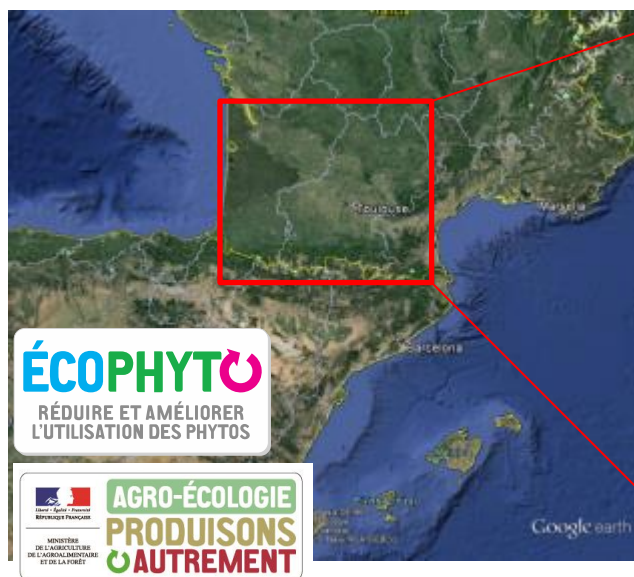 Toulouse
Marseille
Barcelona
ÉCOPHYTO
RÉDUIRE ET AMÉLIORER
L'UTILISATION DES PHYTOS
Google earth
Liberté • Égalité • Fraternité
RÉPUBLIQUE FRANÇAISE
MINISTÈRE
DE L'AGRICULTURE
DE L'AGROALIMENTAIRE
ET DE LA FORÊT
AGRO-ÉCOLOGIE
PRODUISONS
AUTREMENT